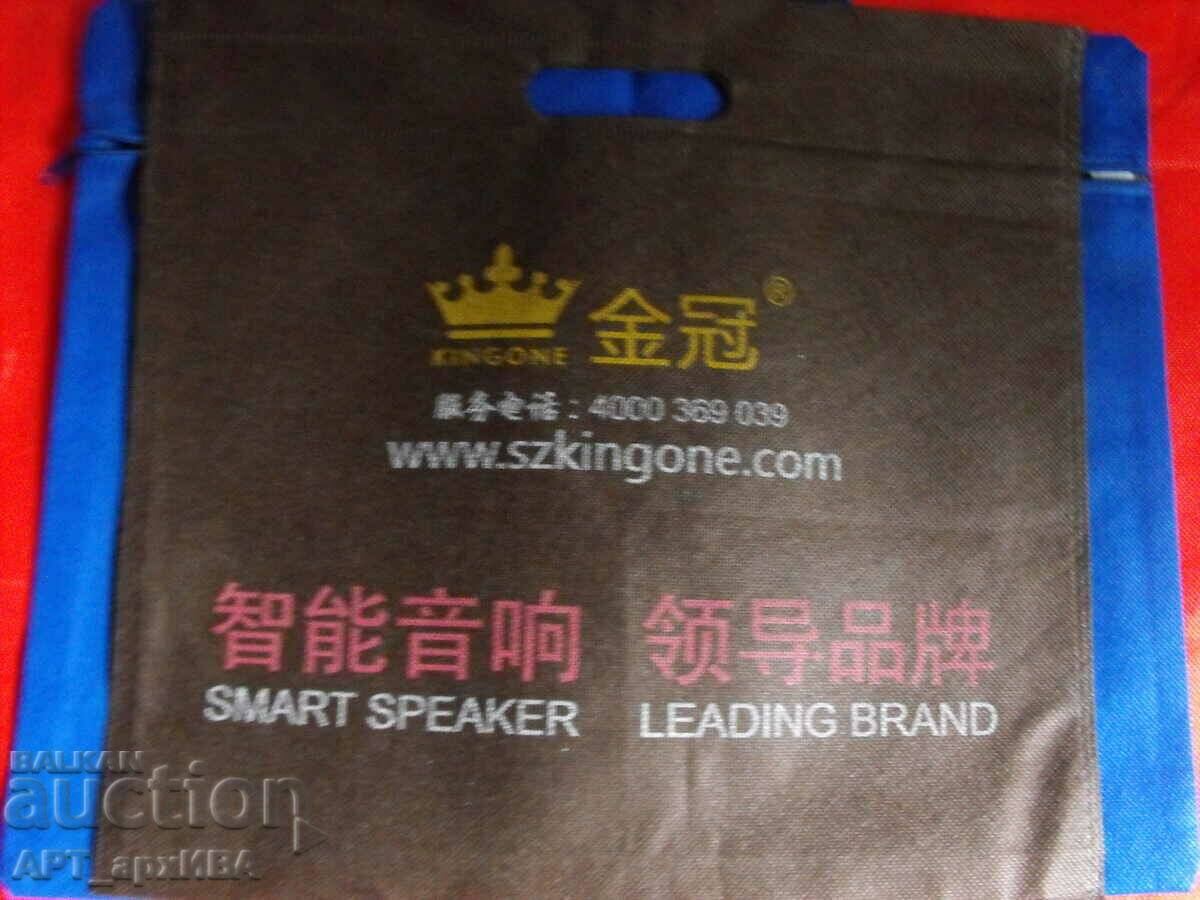 KINGONE 金冠®
服务电话：4000 369 039
www.szkingone.com
智能音响 领导品牌
SMART SPEAKER LEADING BRAND
BALKAN
auction
АРТ_архИВА